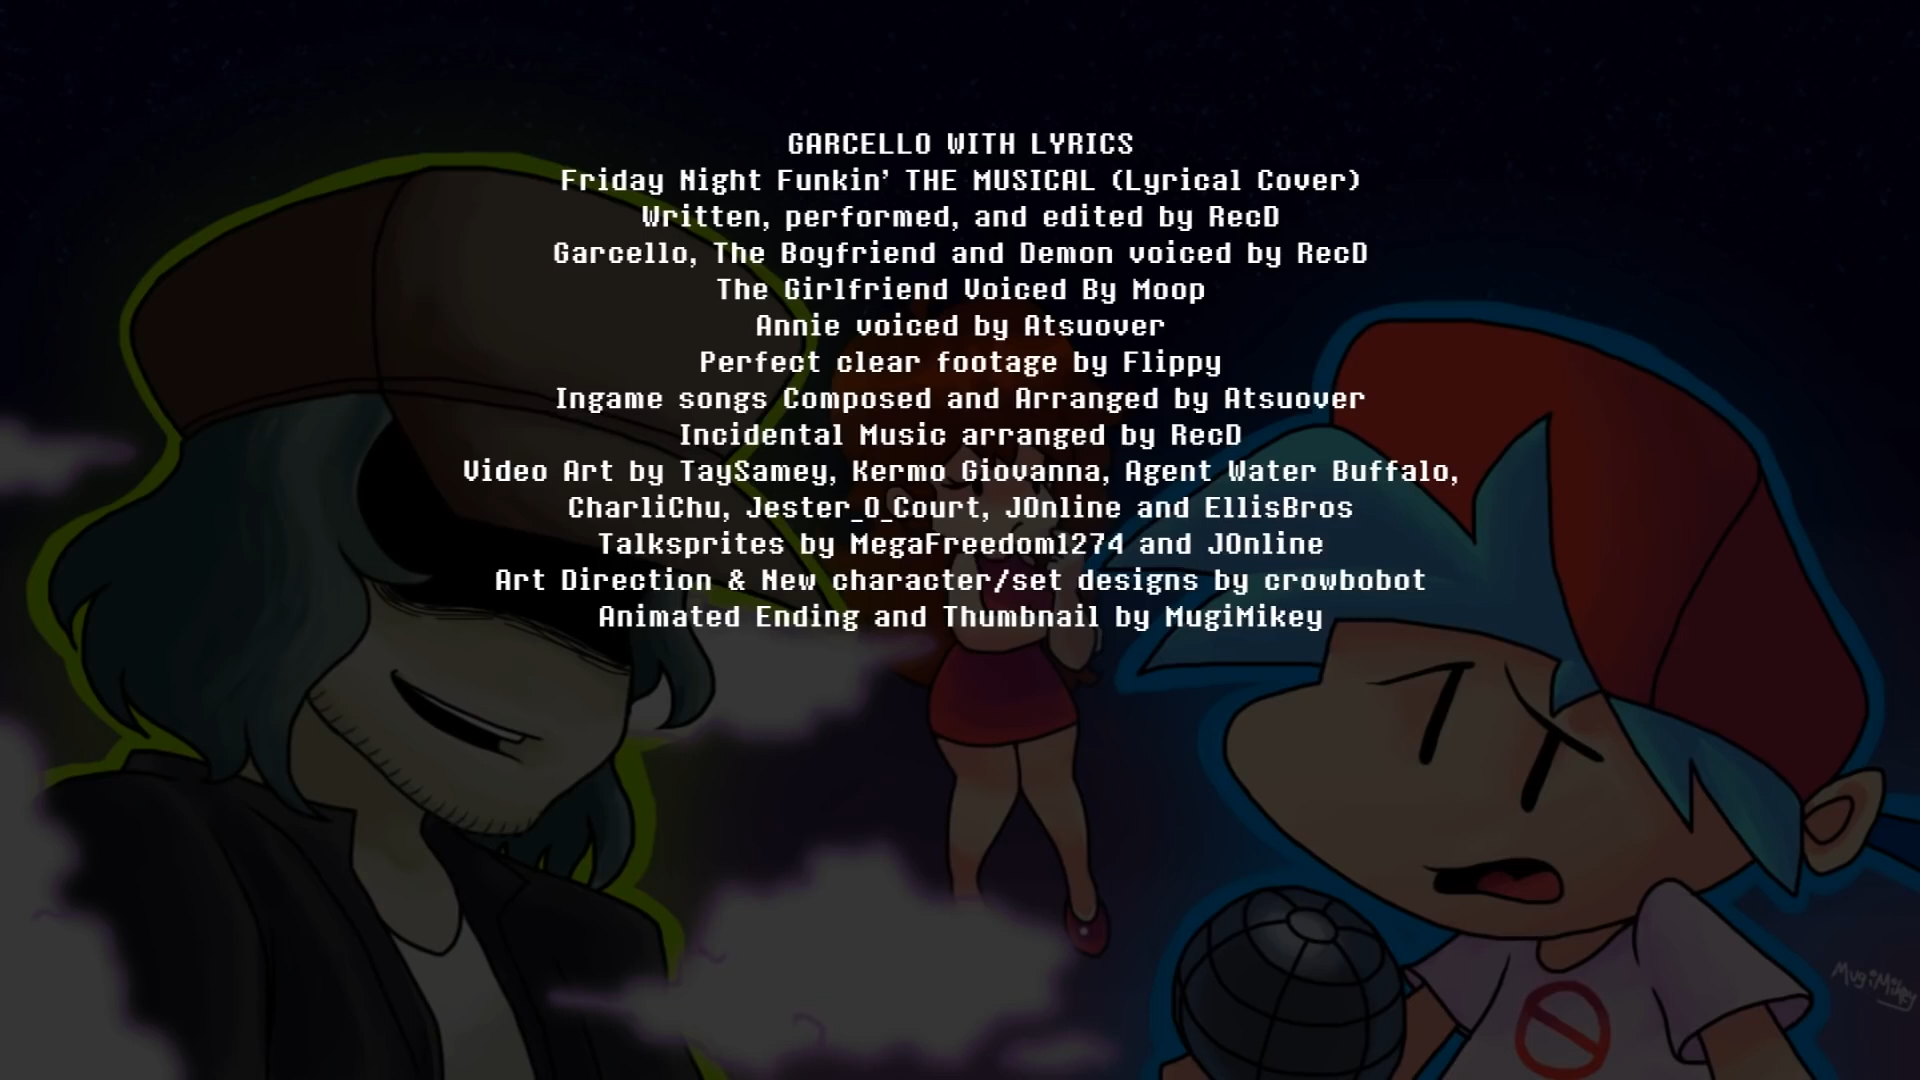 GARCELLO WITH LYRICS
Friday Night Funkin' THE MUSICAL (Lyrical Cover)
Written, performed, and edited by RecD
Garcello, The Boyfriend and Demon voiced by RecD
The Girlfriend Voiced By Moop
Annie voiced by Atsuover
Perfect clear footage by Flippy
Ingame songs Composed and Arranged by Atsuover
Incidental Music arranged by RecD
Video Art by TaySamey, Kermo Giovanna, Agent Water Buffalo,
CharliChu, Jester_O_Court, JOnline and EllisBros
Talksprites by MegaFreedom1274 and JOnline
Art Direction & New character/set designs by crowbobot
Animated Ending and Thumbnail by MugiMikey
MugiMikey